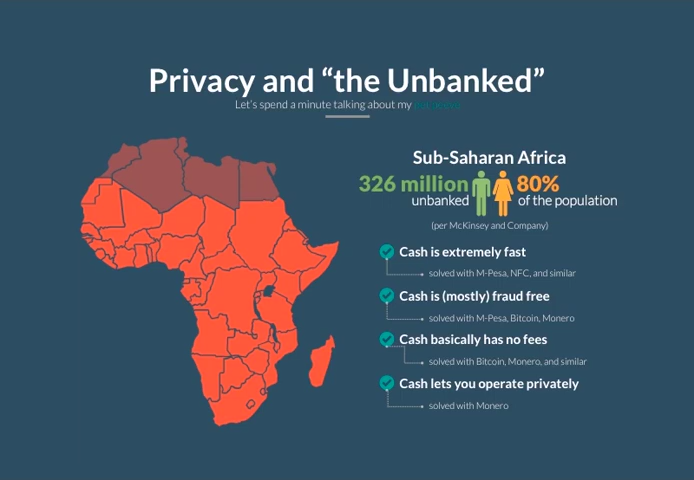 Privacy and “the Unbanked”
Let's spend a minute talking about my
Sub-Saharan Africa
326 million 80%
unbanked of the population
(per McKinsey and Company)
Cash is extremely fast
solved with M-Pesa, NFC, and similar
Cash is (mostly) fraud free
solved with M-Pesa, Bitcoin, Monero
Cash basically has no fees
solved with Bitcoin, Monero, and similar
Cash lets you operate privately
solved with Monero